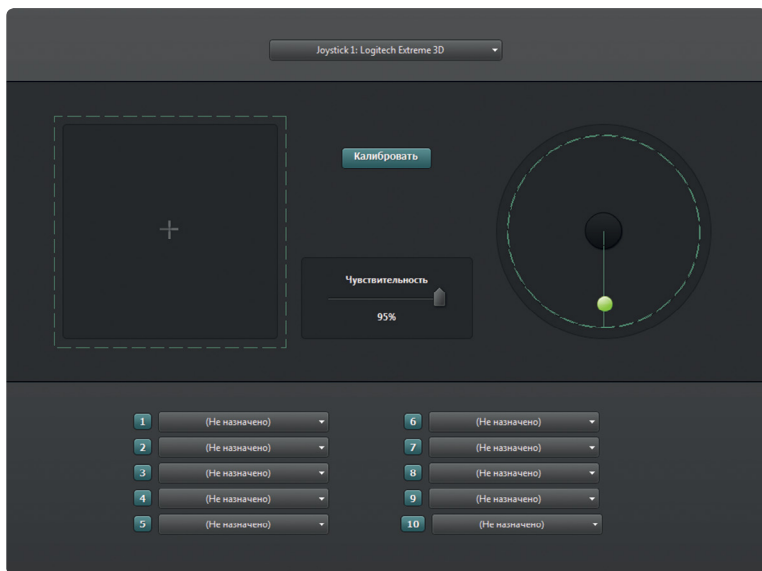 Joystick 1: Logitech Extreme 3D
Калибровать
Чувствительность
95%
1 (Не назначено)
6 (Не назначено)
2 (Не назначено)
7 (Не назначено)
3 (Не назначено)
8 (Не назначено)
4 (Не назначено)
9 (Не назначено)
5 (Не назначено)
10 (Не назначено)